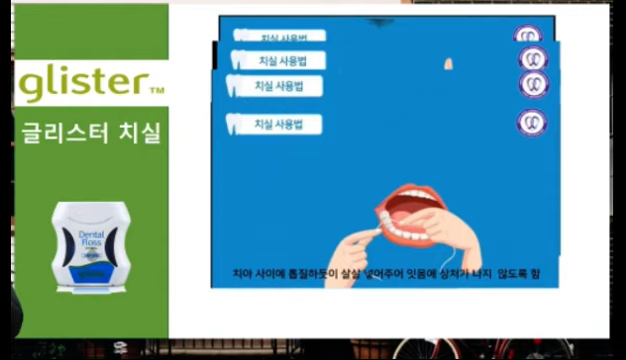 glister™
글리스터 치실
Dental
Floss
치실 사용법
치실 사용법
치실 사용법
치실 사용법
치아 사이에 톱질하듯이 살살 넣어주어 잇몸에 상처가 나지 않도록 함